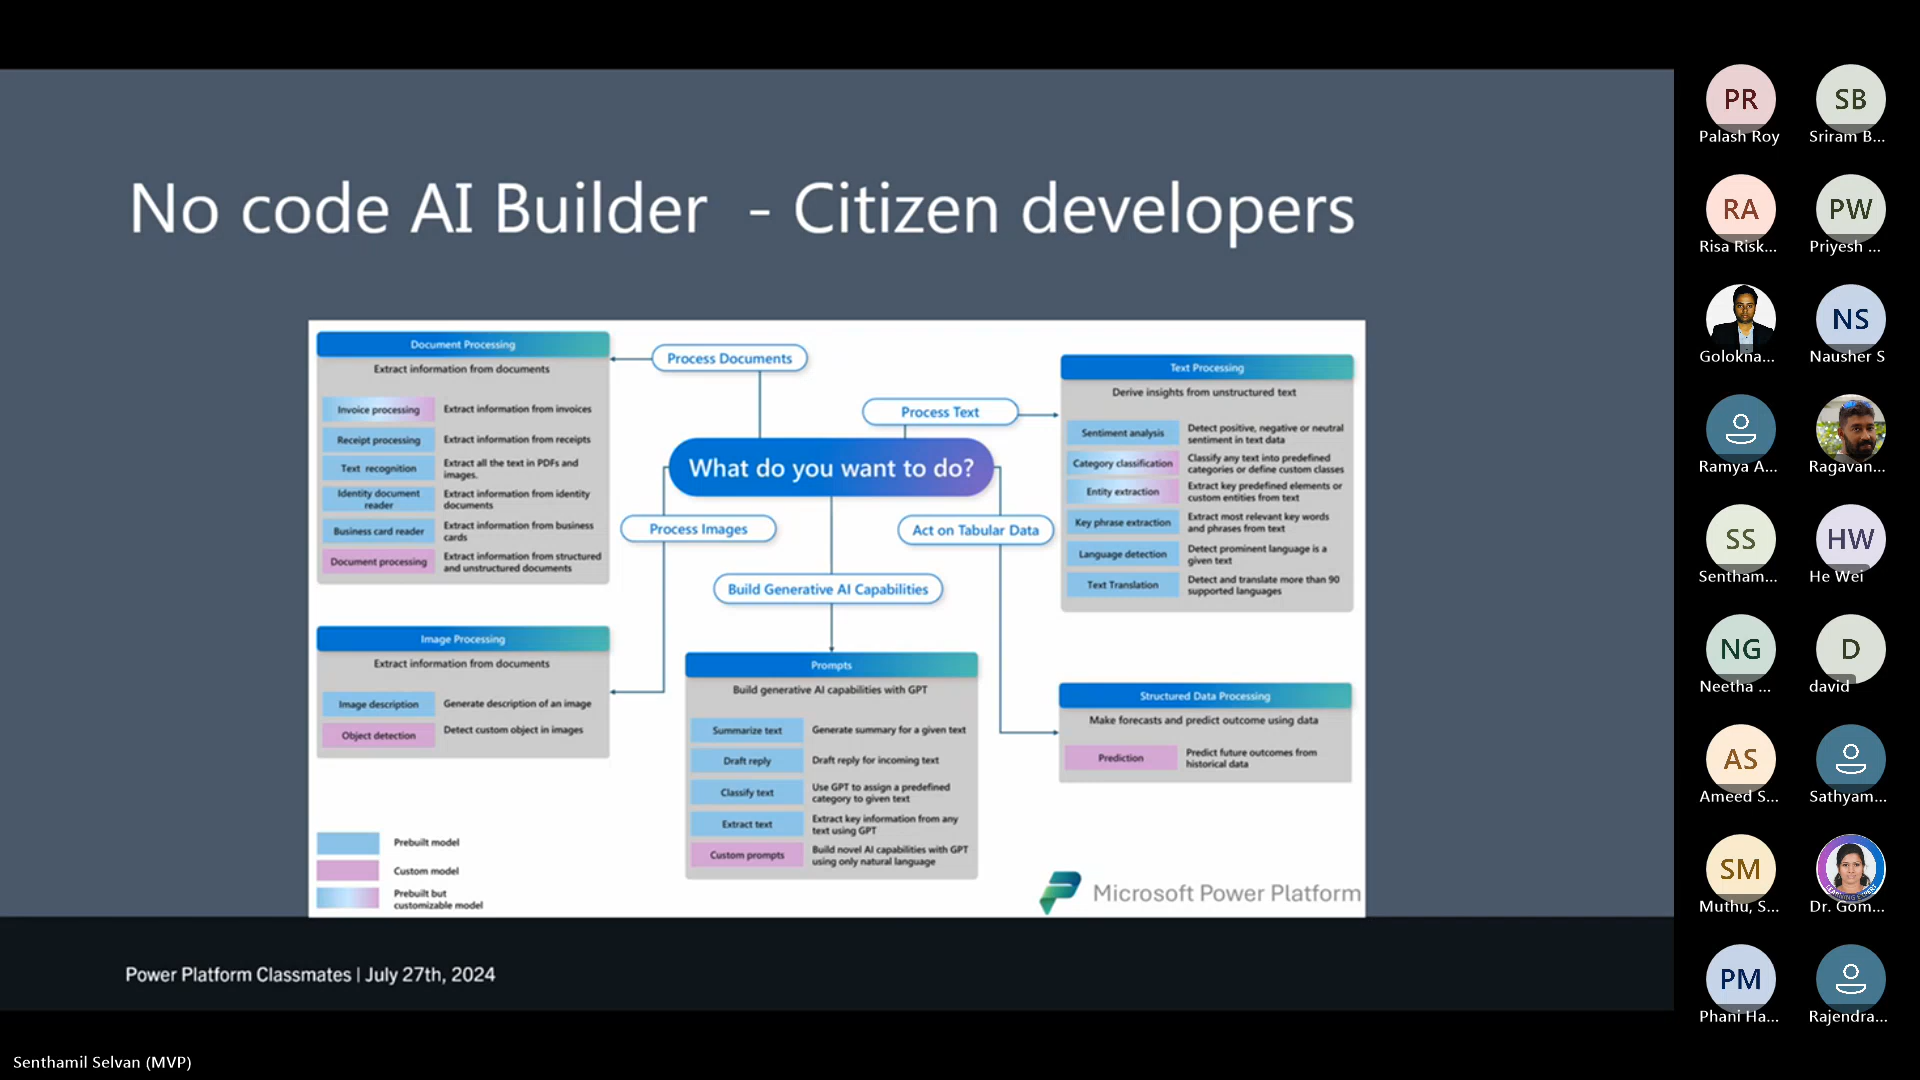 No code AI Builder - Citizen developers
Document Processing
Extract information from documents
Invoice processing
Extract information from invoices
Receipt processing
Extract information from receipts
Text recognition
Extract all the text in PDFs and
images.
Identity document
reader
Extract information from identity
documents
Business card reader
Extract information from business
cards
Document processing
Extract information from structured
and unstructured documents
Process Documents
Process Text
What do you want to do?
Process Images
Act on Tabular Data
Build Generative AI Capabilities
Text Processing
Derive insights from unstructured text
Sentiment analysis
Detect positive, negative or neutral
sentiment in text data
Category classification
Classify any text into predefined
categories or define custom classes
Entity extraction
Extract key predefined elements or
custom entities from text
Key phrase extraction
Extract most relevant key words
and phrases from text
Language detection
Detect prominent language is a
given text
Text Translation
Detect and translate more than 90
supported languages
Image Processing
Extract information from documents
Image description
Generate description of an image
Object detection
Detect custom object in images
Prompts
Build generative AI capabilities with GPT
Summarize text
Generate summary for a given text
Draft reply
Draft reply for incoming text
Classify text
Use GPT to assign a predefined
category to given text
Extract text
Extract key information from any
text using GPT
Custom prompts
Build novel AI capabilities with GPT
using only natural language
Structured Data Processing
Make forecasts and predict outcome using data
Prediction
Predict future outcomes from
historical data
Prebuilt model
Custom model
Prebuilt but
customizable model
Microsoft Power Platform
Power Platform Classmates | July 27th, 2024
Senthamil Selvan (MVP)
PR
Palash Roy
SB
Sriram B...
RA
Risa Risk...
PW
Priyesh ...
Golokna...
NS
Nausher S
Ramya A...
Ragavan...
SS
Sentham...
HW
He Wei
NG
Neetha ...
D
david
AS
Ameed S...
Sathyam...
SM
Muthu, S...
Dr. Gom...
PM
Phani Ha...
Rajendra...